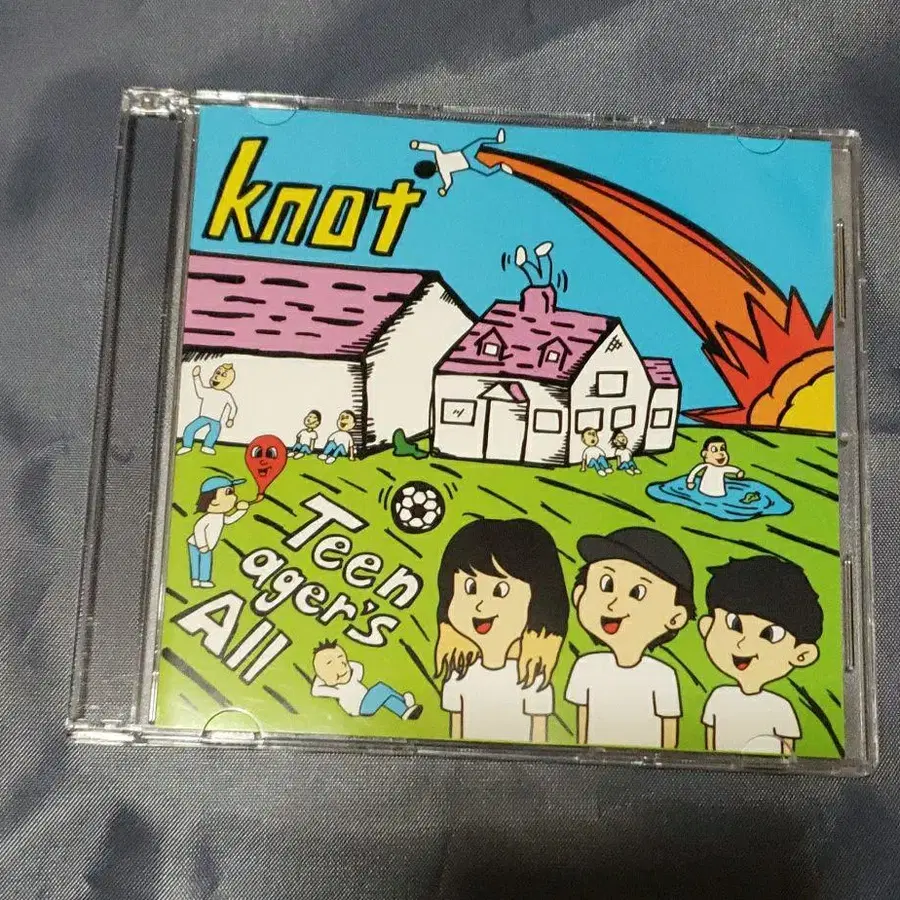 knot
Teen
ager's
All